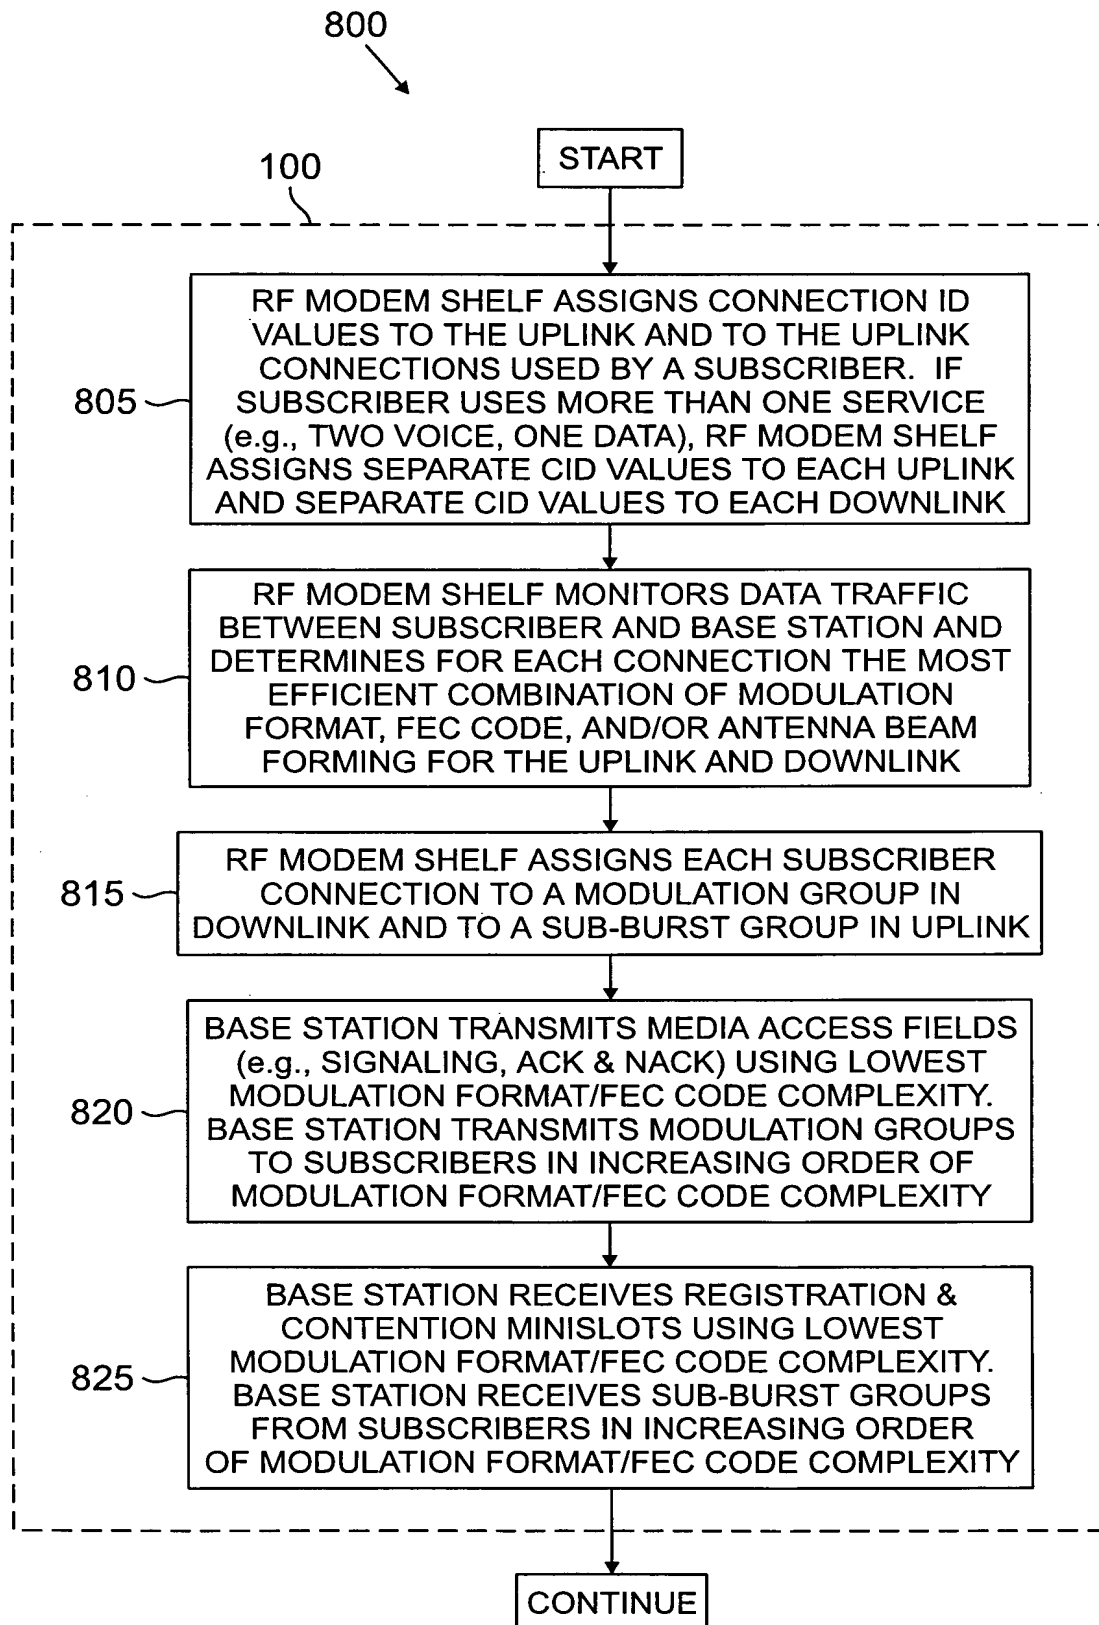 800
START
100
RF MODEM SHELF ASSIGNS CONNECTION ID
VALUES TO THE UPLINK AND TO THE UPLINK
CONNECTIONS USED BY A SUBSCRIBER. IF
SUBSCRIBER USES MORE THAN ONE SERVICE
(e.g., TWO VOICE, ONE DATA), RF MODEM SHELF
ASSIGNS SEPARATE CID VALUES TO EACH UPLINK
AND SEPARATE CID VALUES TO EACH DOWNLINK
805
RF MODEM SHELF MONITORS DATA TRAFFIC
BETWEEN SUBSCRIBER AND BASE STATION AND
DETERMINES FOR EACH CONNECTION THE MOST
EFFICIENT COMBINATION OF MODULATION
FORMAT, FEC CODE, AND/OR ANTENNA BEAM
FORMING FOR THE UPLINK AND DOWNLINK
810
RF MODEM SHELF ASSIGNS EACH SUBSCRIBER
CONNECTION TO A MODULATION GROUP IN
DOWNLINK AND TO A SUB-BURST GROUP IN UPLINK
815
BASE STATION TRANSMITS MEDIA ACCESS FIELDS
(e.g., SIGNALING, ACK & NACK) USING LOWEST
MODULATION FORMAT/FEC CODE COMPLEXITY.
BASE STATION TRANSMITS MODULATION GROUPS
TO SUBSCRIBERS IN INCREASING ORDER OF
MODULATION FORMAT/FEC CODE COMPLEXITY
820
BASE STATION RECEIVES REGISTRATION &
CONTENTION MINISLOTS USING LOWEST
MODULATION FORMAT/FEC CODE COMPLEXITY.
BASE STATION RECEIVES SUB-BURST GROUPS
FROM SUBSCRIBERS IN INCREASING ORDER
OF MODULATION FORMAT/FEC CODE COMPLEXITY
825
CONTINUE